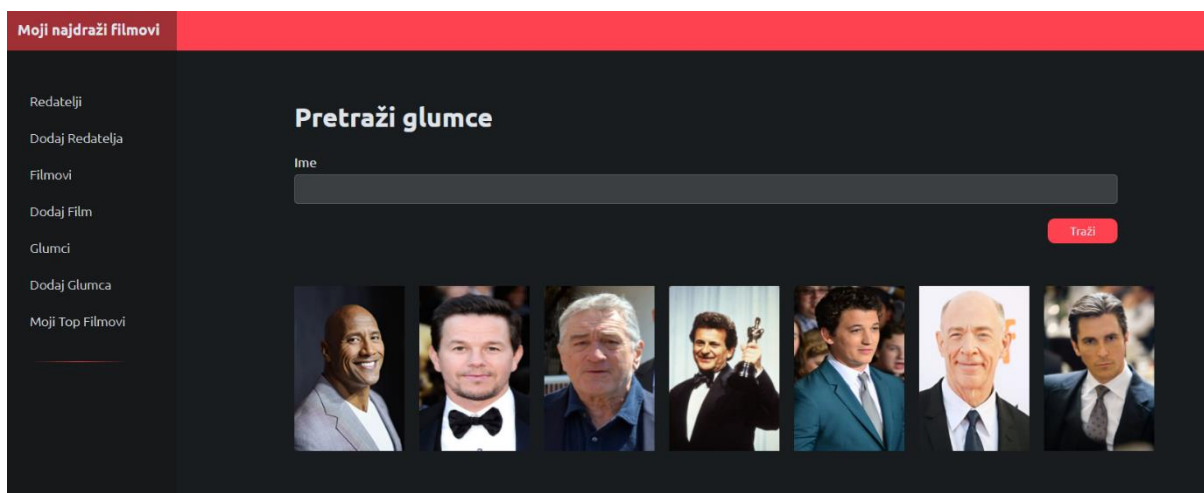 Moji najdraži filmovi
Redatelji
Dodaj Redatelja
Filmovi
Dodaj Film
Glumci
Dodaj Glumca
Moji Top Filmovi
Pretraži glumce
Ime
Traži